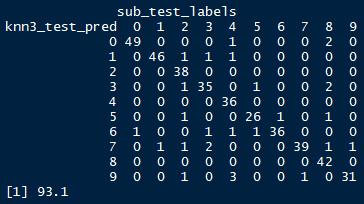 sub_test_labels
knn3_test_pred 0 1 2 3 4 5 6 7 8 9
0 49 0 0 0 1 0 0 0 2 0
1 0 46 1 1 1 0 0 0 0 0
2 0 0 38 0 0 0 0 0 0 0
3 0 0 1 35 0 1 0 0 2 0
4 0 0 0 0 36 0 0 0 0 0
5 0 0 1 0 0 26 1 0 1 0
6 1 0 0 1 1 1 36 0 0 0
7 0 1 1 2 0 0 0 39 1 1
8 0 0 0 0 0 0 0 0 42 0
9 0 0 1 0 3 0 0 1 0 31
[1] 93.1